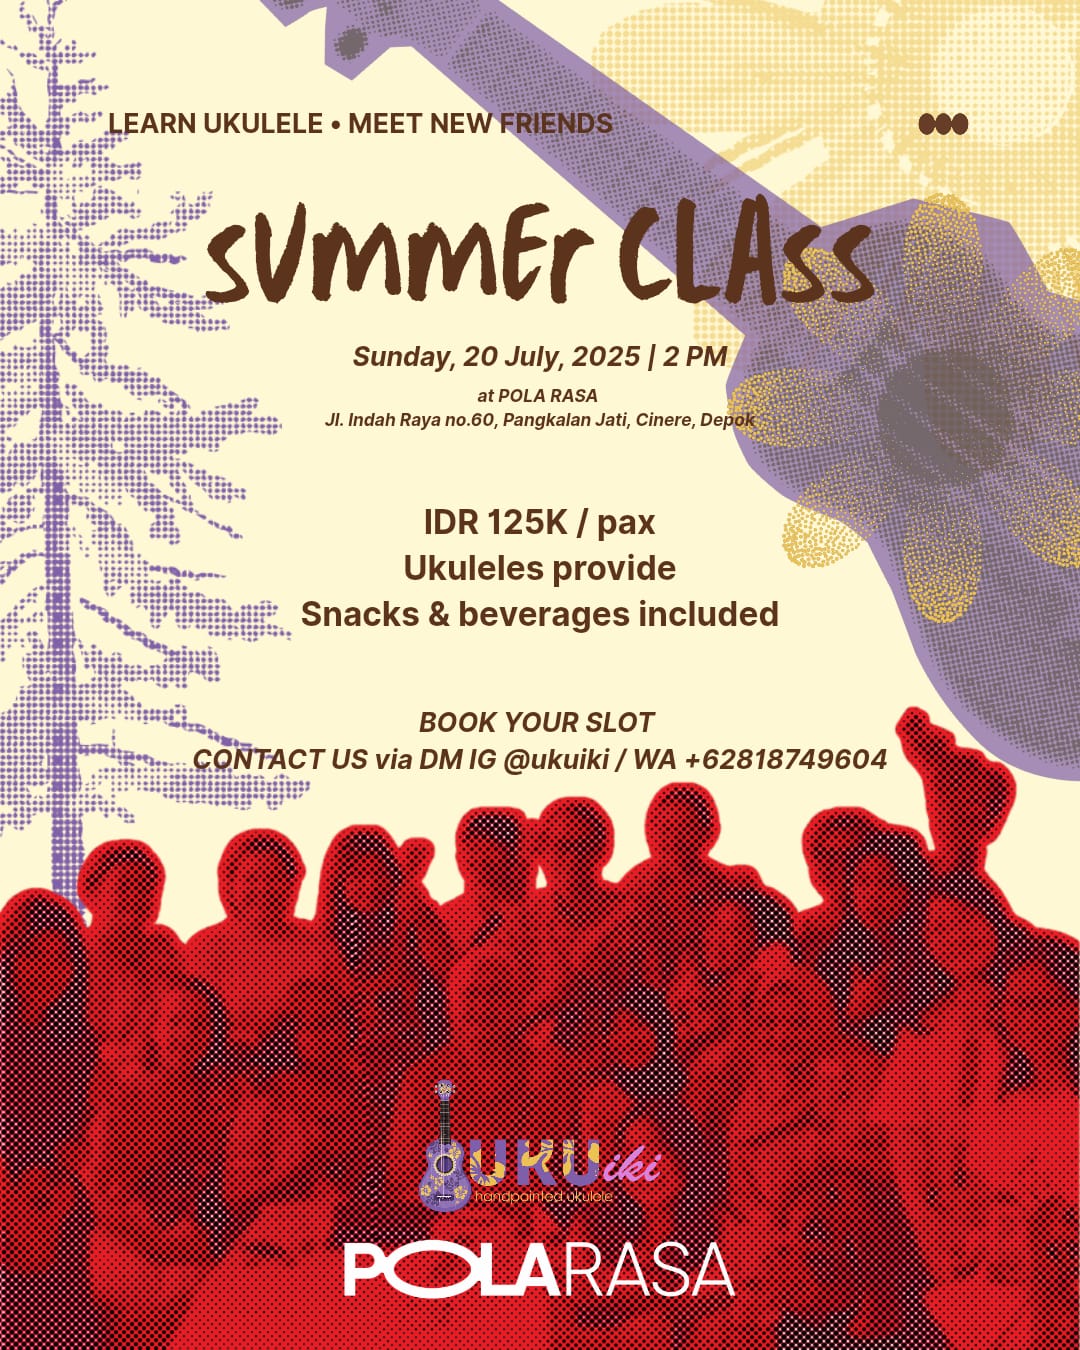 LEARN UKULELE • MEET NEW FRIENDS
SUMMER CLASS
Sunday, 20 July, 2025 | 2 PM
at POLA RASA
Jl. Indah Raya no.60, Pangkalan Jati, Cinere, Depok
IDR 125K / pax
Ukuleles provide
Snacks & beverages included
BOOK YOUR SLOT
CONTACT US via DM IG @ukuiki / WA +62818749604
UKUiki
handpainted ukulele
POLARASA